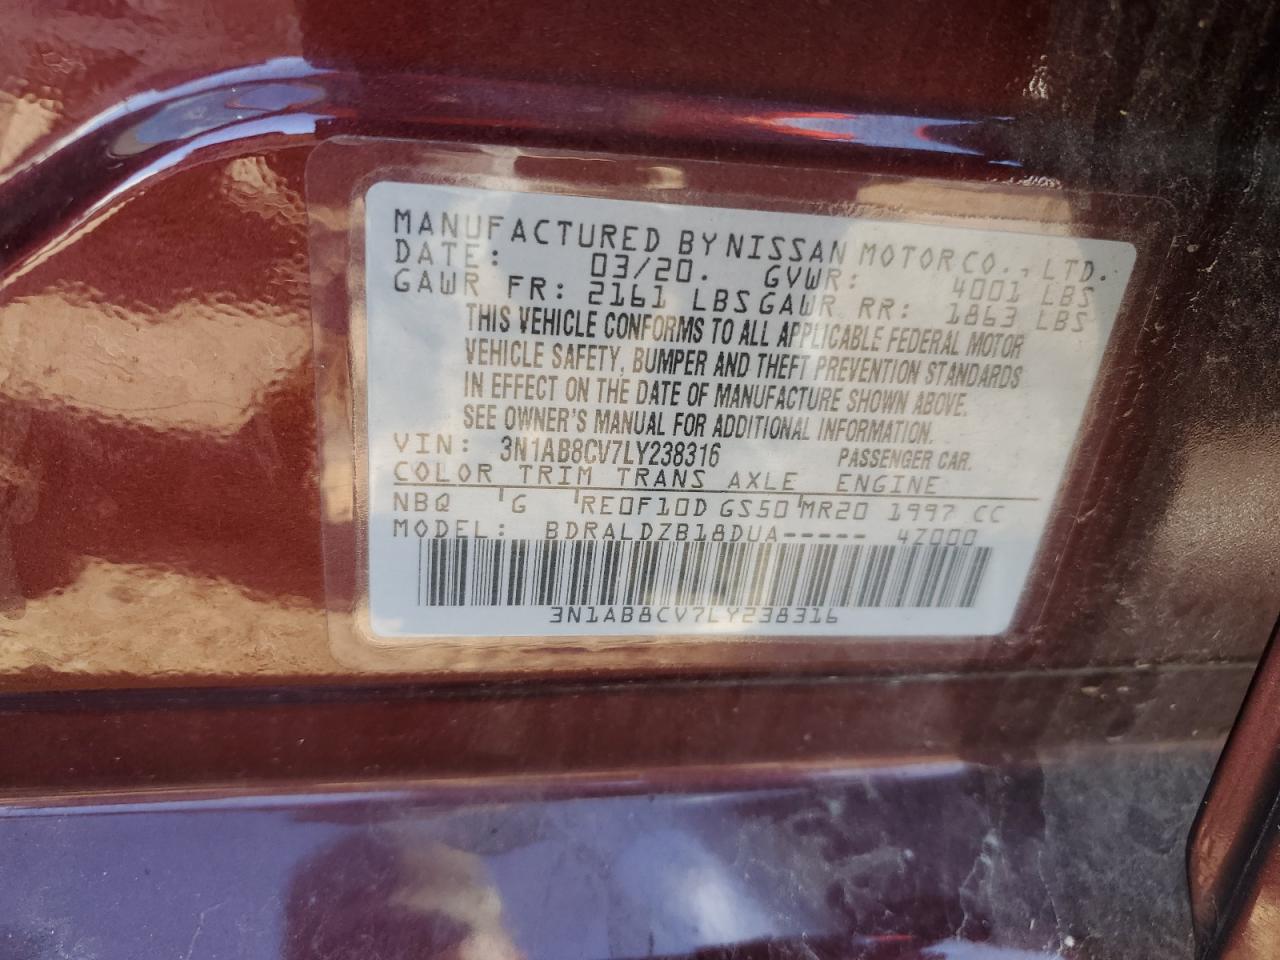 MANUFACTURED BY NISSAN MOTOR CO., LTD.
DATE: 03/20. GVWR: 4001 LBS
GAWR FR: 2161 LBS GAWR RR: 1863 LBS
THIS VEHICLE CONFORMS TO ALL APPLICABLE FEDERAL MOTOR
VEHICLE SAFETY, BUMPER AND THEFT PREVENTION STANDARDS
IN EFFECT ON THE DATE OF MANUFACTURE SHOWN ABOVE.
SEE OWNER'S MANUAL FOR ADDITIONAL INFORMATION.
VIN: 3N1AB8CV7LY238316 PASSENGER CAR.
COLOR TRIM TRANS AXLE ENGINE
NBQ G RE0F10D GS50 MR20 1997 CC
MODEL: BDRALDZB18DUA----- 4Z000
3N1AB8CV7LY238316